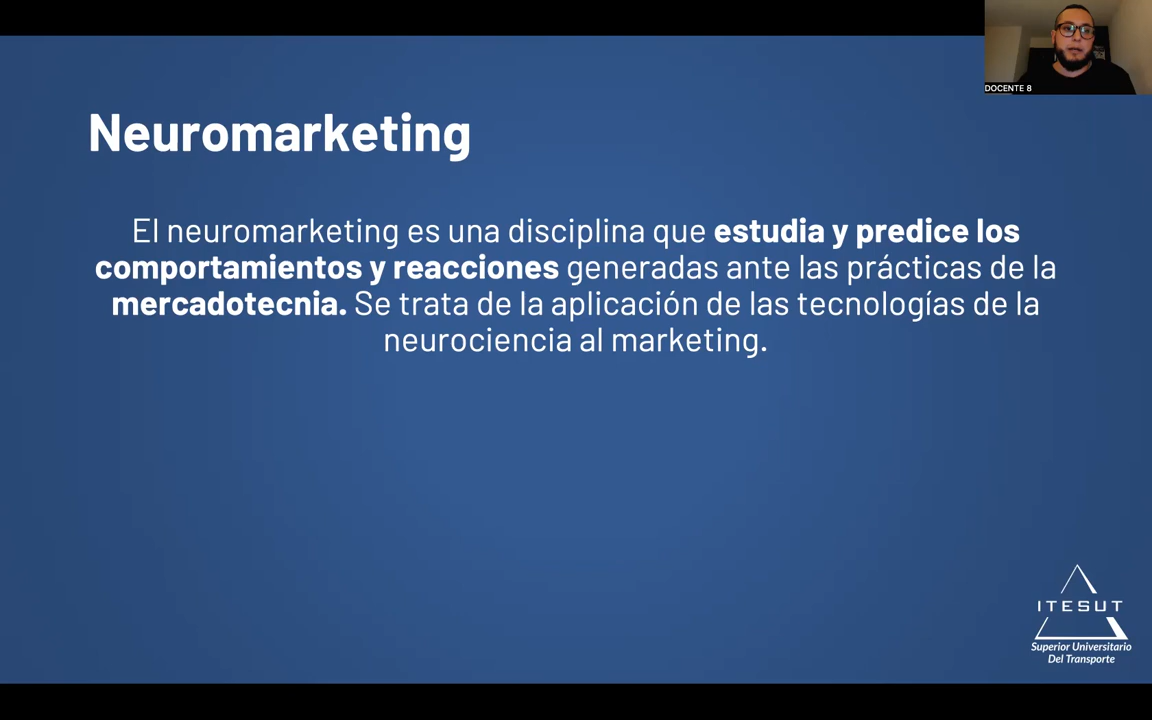 DOCENTE 8
Neuromarketing
El neuromarketing es una disciplina que estudia y predice los
comportamientos y reacciones generadas ante las prácticas de la
mercadotecnia. Se trata de la aplicación de las tecnologías de la
neurociencia al marketing.
ITESUT
Superior Universitario
Del Transporte